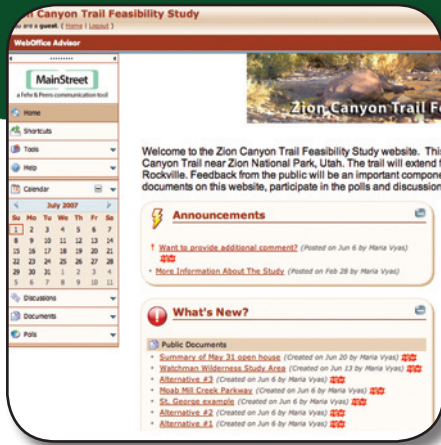 n Canyon Trail Feasibility Study
ou are a guest. ( Home | Logout )
WebOffice Advisor
MainStreet
a Fehr & Peers communication tool
Home
Shortcuts
Tools
Help
Calendar
July 2007
Su Mo Tu We Th Fr Sa
1 2 3 4 5 6 7
8 9 10 11 12 13 14
15 16 17 18 19 20 21
22 23 24 25 26 27 28
29 30 31 1 2 3 4
5 6 7 8 9 10 11
Discussions
Documents
Polls
Zion Canyon Trail Fe
Welcome to the Zion Canyon Trail Feasibility Study website. This
Canyon Trail near Zion National Park, Utah. The trail will extend f
Rockville. Feedback from the public will be an important compone
documents on this website, participate in the polls and discussion
Announcements
! Want to provide additional comment? (Posted on Jun 6 by Maria Vyas)
• More Information About The Study (Posted on Feb 28 by Maria Vyas)
What's New?
Public Documents
• Summary of May 31 open house (Created on Jun 20 by Maria Vyas)
• Watchman Wilderness Study Area (Created on Jun 13 by Maria Vyas)
• Alternative #3 (Created on Jun 6 by Maria Vyas)
• Moab Mill Creek Parkway (Created on Jun 6 by Maria Vyas)
• St. George example (Created on Jun 6 by Maria Vyas)
• Alternative #2 (Created on Jun 6 by Maria Vyas)
• Alternative #1 (Created on Jun 6 by Maria Vyas)